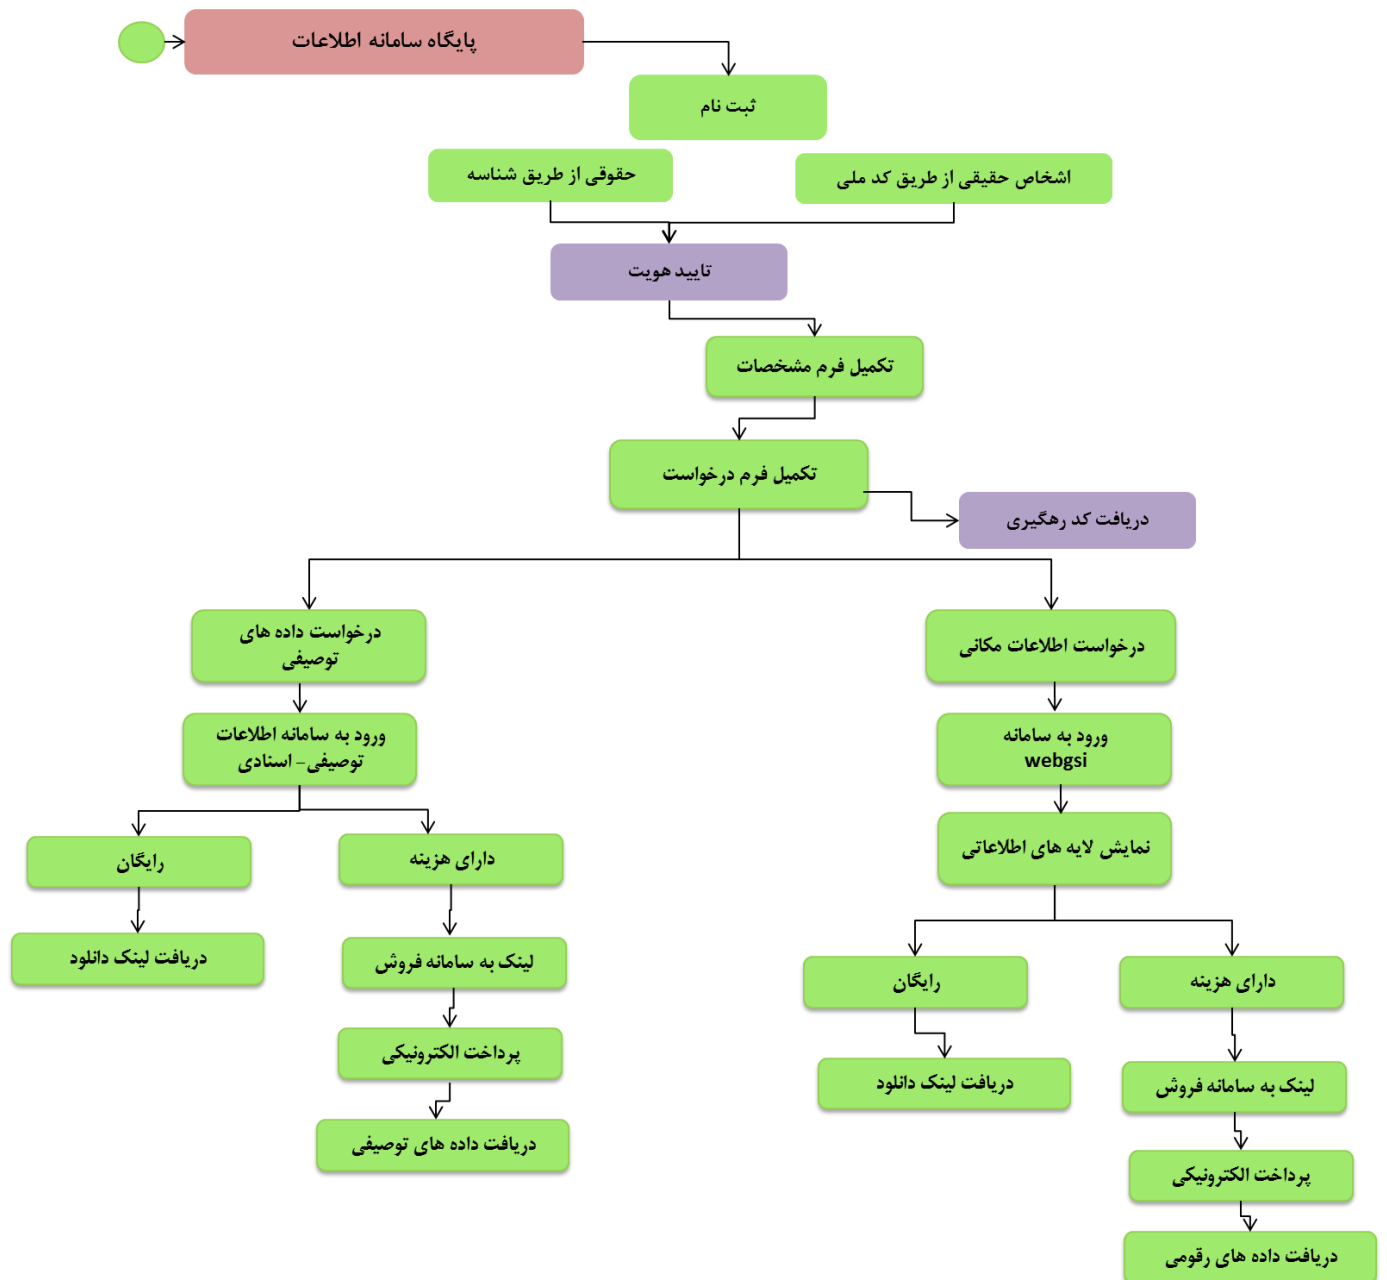 پایگاه سامانه اطلاعات
ثبت نام
اشخاص حقیقی از طریق کد ملی
حقوقی از طریق شناسه
تایید هویت
تکمیل فرم مشخصات
تکمیل فرم درخواست
دریافت کد رهگیری
درخواست اطلاعات مکانی
ورود به سامانه
webgsi
نمایش لایه های اطلاعاتی
دارای هزینه
لینک به سامانه فروش
پرداخت الکترونیکی
دریافت داده های رقومی
رایگان
دریافت لینک دانلود
درخواست داده های
توصیفی
ورود به سامانه اطلاعات
توصیفی- اسنادی
دارای هزینه
لینک به سامانه فروش
پرداخت الکترونیکی
دریافت داده های توصیفی
رایگان
دریافت لینک دانلود